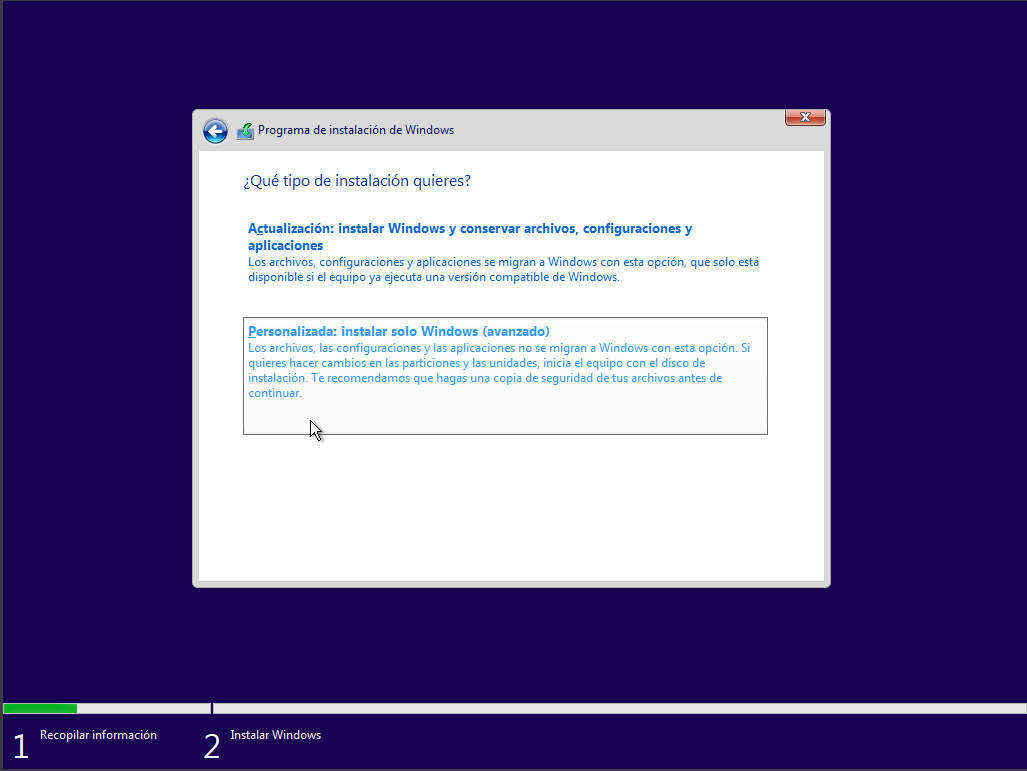 Programa de instalación de Windows
¿Qué tipo de instalación quieres?
Actualización: instalar Windows y conservar archivos, configuraciones y
aplicaciones
Los archivos, configuraciones y aplicaciones se migran a Windows con esta opción, que solo está
disponible si el equipo ya ejecuta una versión compatible de Windows.
Personalizada: instalar solo Windows (avanzado)
Los archivos, las configuraciones y las aplicaciones no se migran a Windows con esta opción. Si
quieres hacer cambios en las particiones y las unidades, inicia el equipo con el disco de
instalación. Te recomendamos que hagas una copia de seguridad de tus archivos antes de
continuar.
1 Recopilar información
2 Instalar Windows